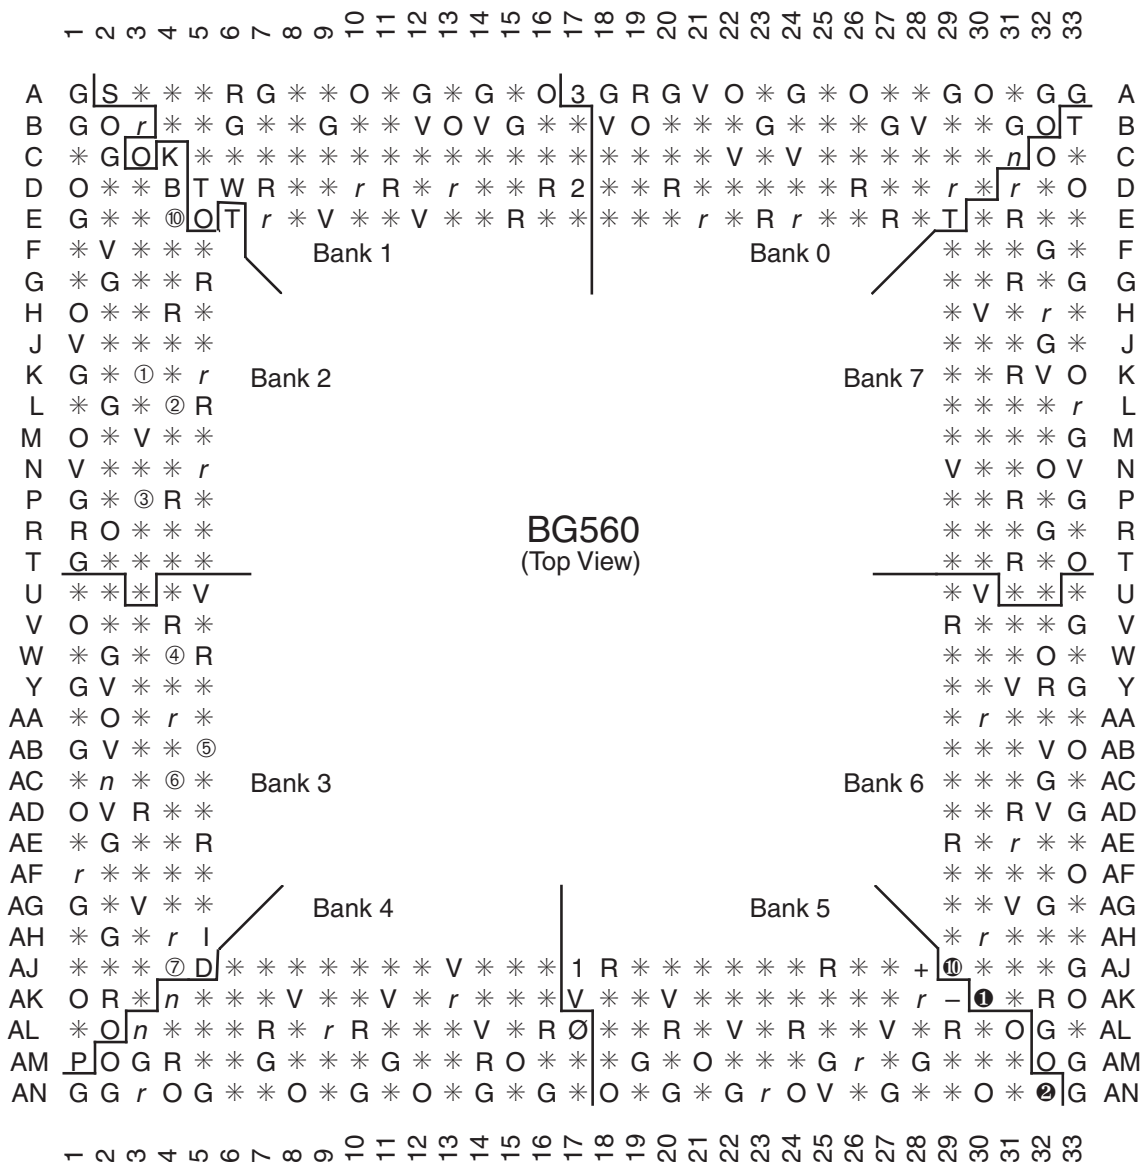 1 2 3 4 5 6 7 8 9 10 11 12 13 14 15 16 17 18 19 20 21 22 23 24 25 26 27 28 29 30 31 32 33
A G S * * * R G * * O * G * G * O 3 G R G V O * G * O * * G O * G G A
B G O r * * G * * G * * V O V G * * V O * * * G * * * G V * * G O T B
C * G O K * * * * * * * * * * * * * * * * * V * V * * * * * * n O * C
D O * * B T W R * * r R * r * * R 2 * * R * * * * * R * * r * r * O D
E G * * ⑩ O T r * V * * V * * R * * * * * r * R r * * R * T * R * * E
F * V * * * Bank 1 Bank 0 * * * G * F
G * G * * R * * R * G G
H O * * R * * V * r * H
J V * * * * * * * G * J
K G * ① * r Bank 2 Bank 7 * * R V O K
L * G * ② R * * * * r L
M O * V * * * * * * G M
N V * * * r V * * O V N
P G * ③ R * * * R * G P
R R O * * * BG560 * * * G * R
T G * * * * (Top View) * * R * O T
U * * * * V * V * * * U
V O * * R * R * * * G V
W * G * ④ R * * * O * W
Y G V * * * * * V R G Y
AA * O * r * * r * * * AA
AB G V * * ⑤ * * * V O AB
AC * n * ⑥ * Bank 3 Bank 6 * * * G * AC
AD O V R * * * * R V G AD
AE * G * * R R * r * * AE
AF r * * * * * * * * O AF
AG G * V * * Bank 4 Bank 5 * * V G * AG
AH * G * r I * r * * * AH
AJ * * * ⑦ D * * * * * * * V * * * 1 R * * * * * * R * * + ❿ * * * G AJ
AK O R * n * * * V * * V * r * * * V * * V * * * * * * * r – ❶ * R O AK
AL * O n * * * R * r R * * * V * R Ø * * R * V * R * * V * R * O G * AL
AM P O G R * * G * * * G * * R O * * * G * O * * * G r * G * * * O G AM
AN G G r O G * * O * G * O * G * G * O * G * G r O V * G * * O * ❷ G AN
1 2 3 4 5 6 7 8 9 10 11 12 13 14 15 16 17 18 19 20 21 22 23 24 25 26 27 28 29 30 31 32 33